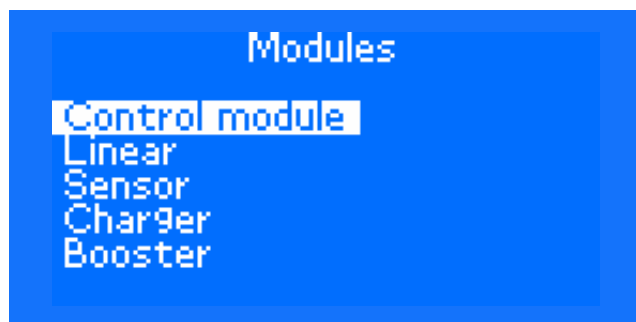 Modules
Control module
Linear
Sensor
Charger
Booster